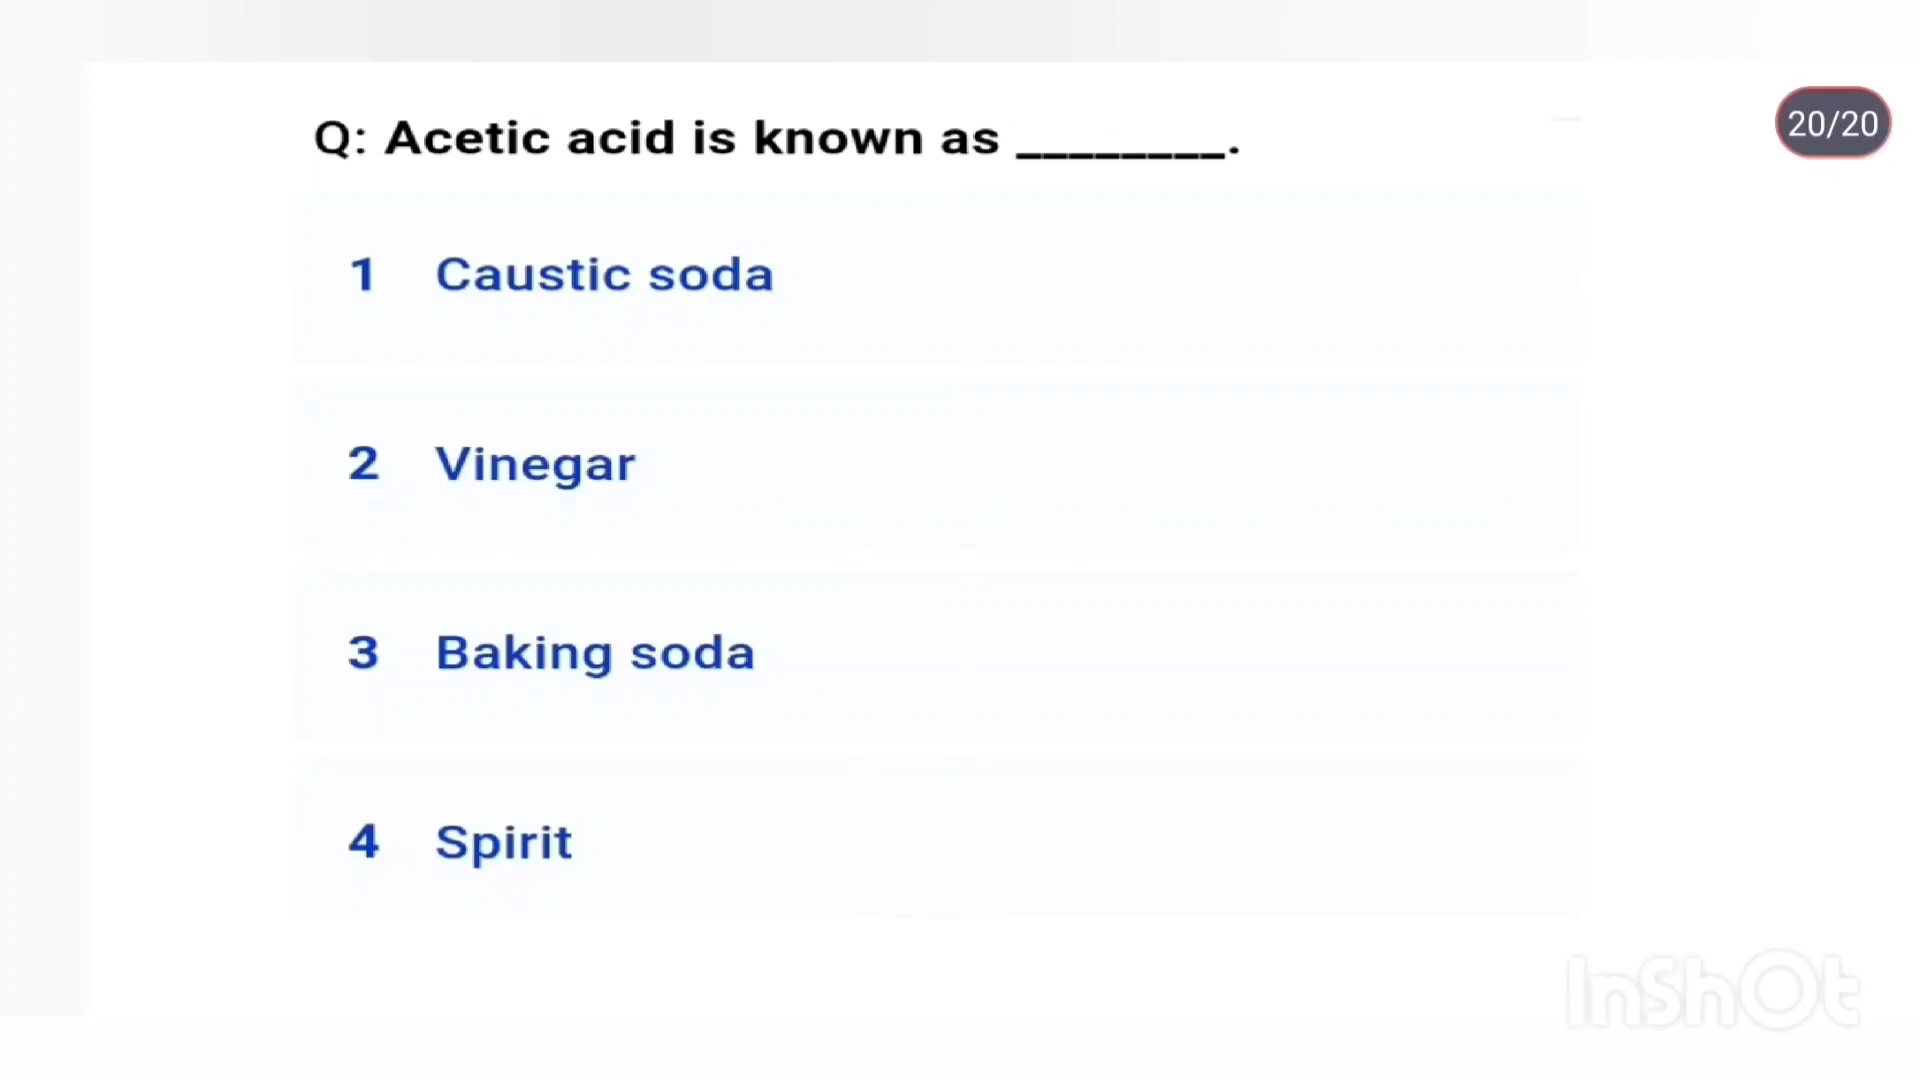 Q: Acetic acid is known as ________.
20/20
1 Caustic soda
2 Vinegar
3 Baking soda
4 Spirit
InShOt